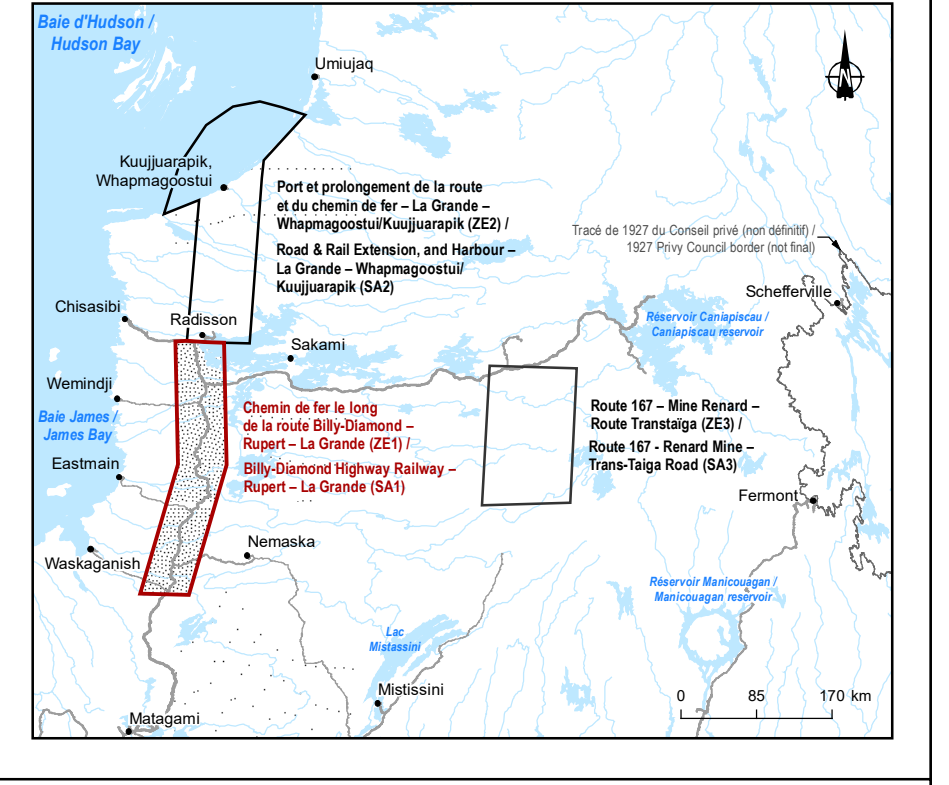 Baie d'Hudson /
Hudson Bay
Umiujaq
N
Kuujjuarapik,
Whapmagoostui
Port et prolongement de la route
et du chemin de fer – La Grande –
Whapmagoostui/Kuujjuarapik (ZE2) /
Road & Rail Extension, and Harbour –
La Grande – Whapmagoostui/
Kuujjuarapik (SA2)
Tracé de 1927 du Conseil privé (non définitif) /
1927 Privy Council border (not final)
Schefferville
Chisasibi
Radisson
Réservoir Caniapiscau /
Caniapiscau reservoir
Sakami
Wemindji
Baie James /
James Bay
Chemin de fer le long
de la route Billy-Diamond –
Rupert – La Grande (ZE1) /
Billy-Diamond Highway Railway –
Rupert – La Grande (SA1)
Route 167 – Mine Renard –
Route Transtaïga (ZE3) /
Route 167 - Renard Mine –
Trans-Taiga Road (SA3)
Eastmain
Fermont
Waskaganish
Nemaska
Réservoir Manicouagan /
Manicouagan reservoir
Lac
Mistassini
Mistissini
Matagami
0 85 170 km